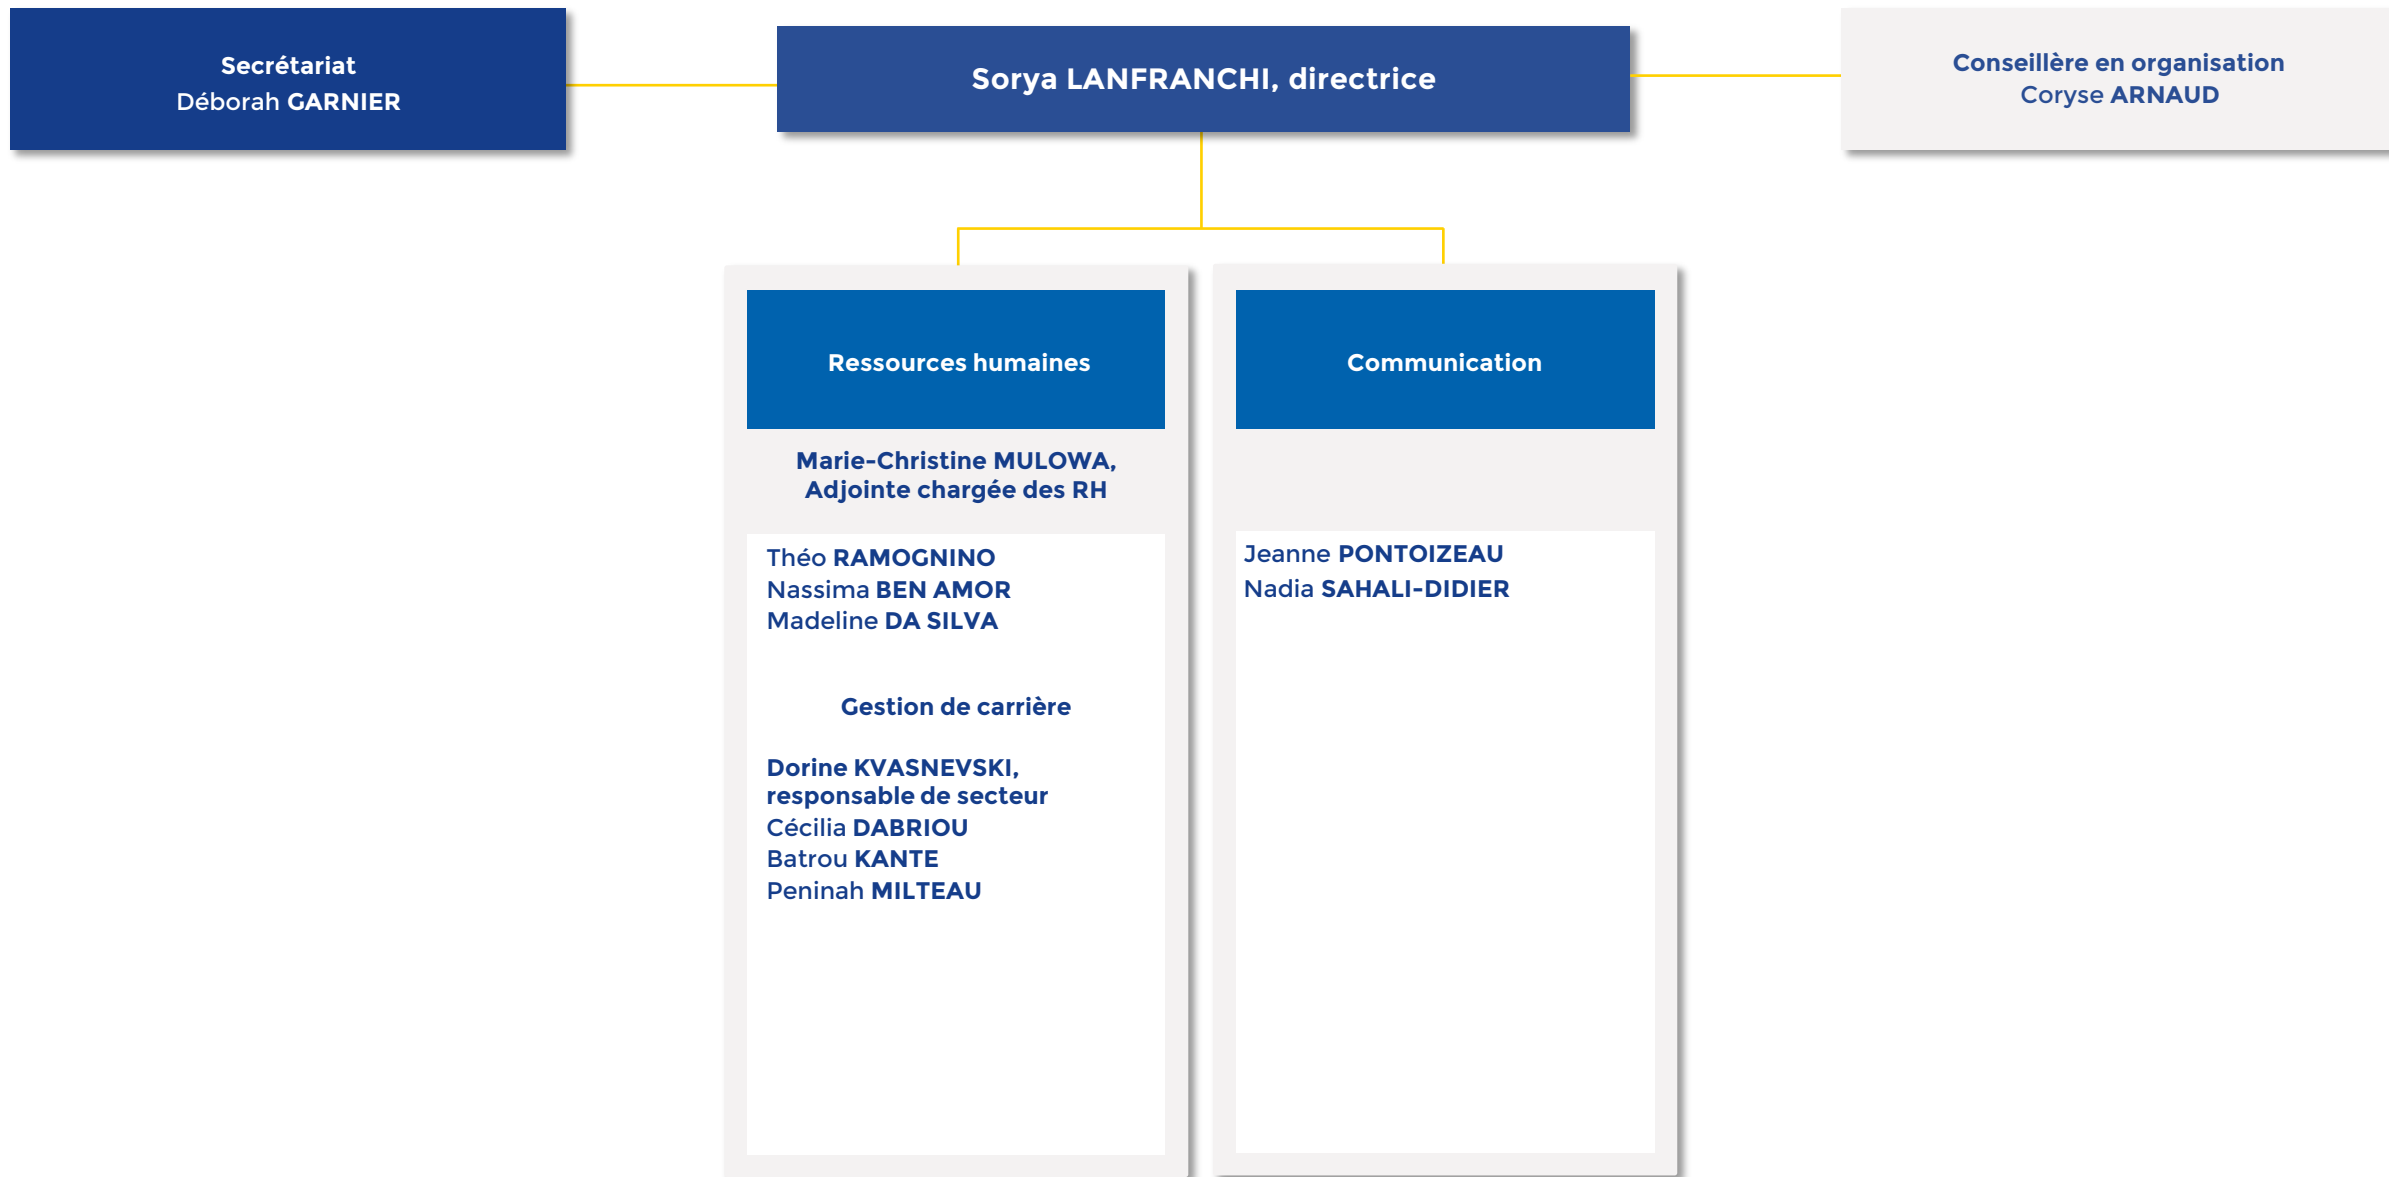 Secrétariat
Déborah GARNIER
Sorya LANFRANCHI, directrice
Conseillère en organisation
Coryse ARNAUD
Ressources humaines
Marie-Christine MULOWA,
Adjointe chargée des RH
Théo RAMOGNINO
Nassima BEN AMOR
Madeline DA SILVA
Gestion de carrière
Dorine KVASNEVSKI,
responsable de secteur
Cécilia DABRIOU
Batrou KANTE
Peninah MILTEAU
Communication
Jeanne PONTOIZEAU
Nadia SAHALI-DIDIER